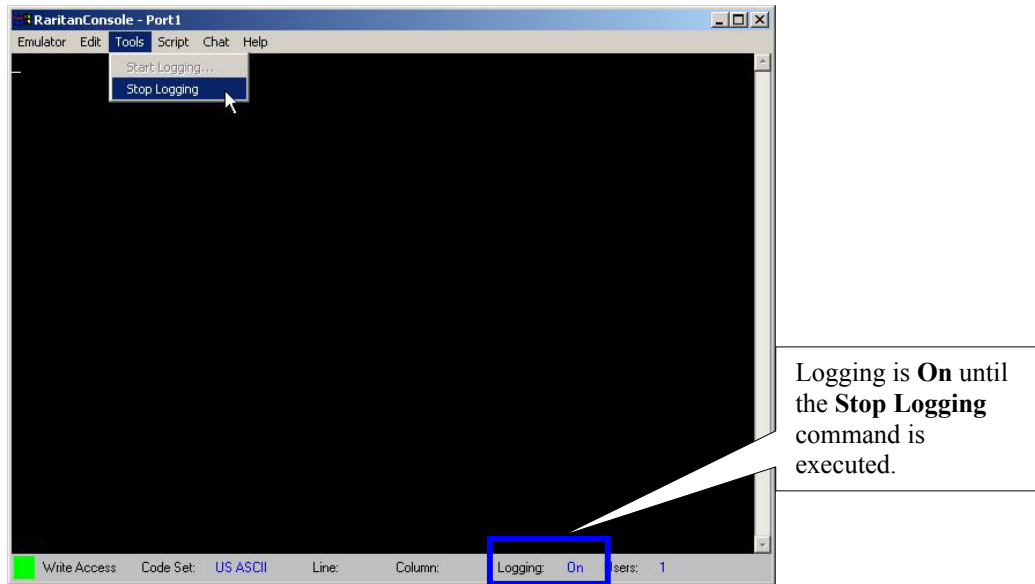 RaritanConsole - Port1
Emulator Edit Tools Script Chat Help
Start Logging...
Stop Logging
Logging is On until
the Stop Logging
command is
executed.
Write Access Code Set: US ASCII Line: Column: Logging: On Users: 1